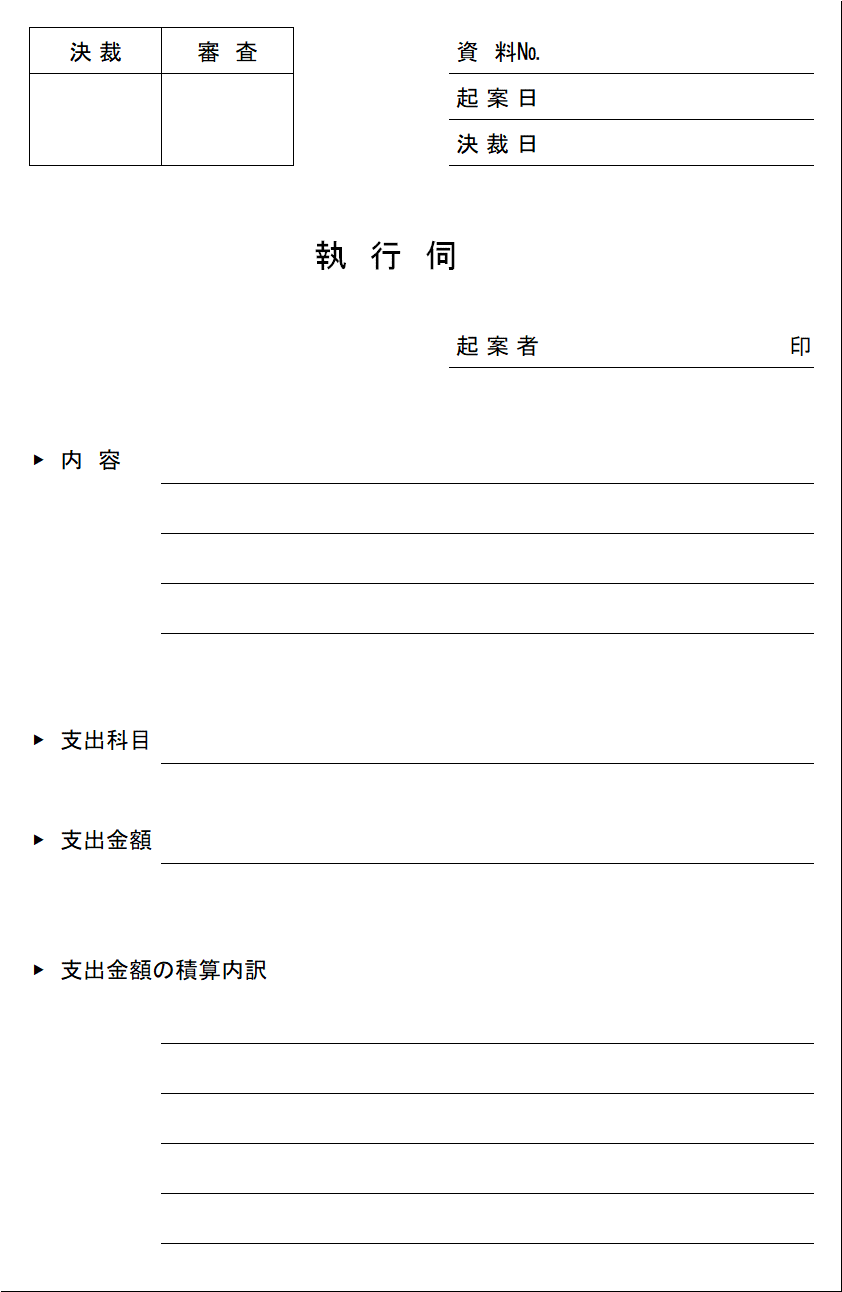 決裁 審査
資料№
起案日
決裁日
執行伺
起案者 印
▶ 内容
▶ 支出科目
▶ 支出金額
▶ 支出金額の積算内訳